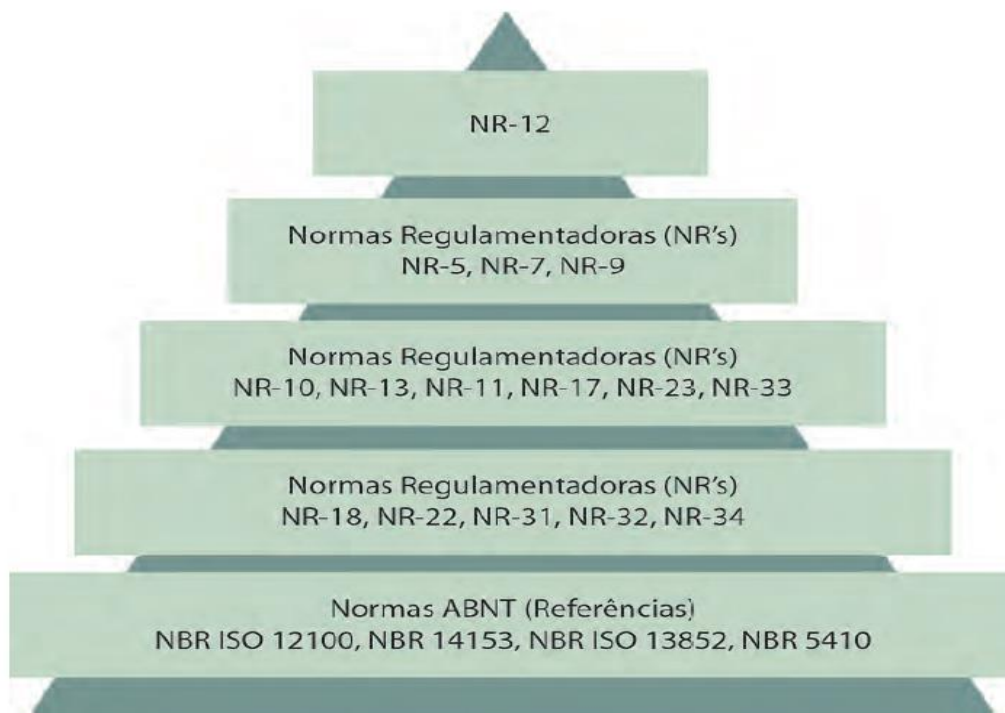 NR-12
Normas Regulamentadoras (NR's)
NR-5, NR-7, NR-9
Normas Regulamentadoras (NR's)
NR-10, NR-13, NR-11, NR-17, NR-23, NR-33
Normas Regulamentadoras (NR's)
NR-18, NR-22, NR-31, NR-32, NR-34
Normas ABNT (Referências)
NBR ISO 12100, NBR 14153, NBR ISO 13852, NBR 5410